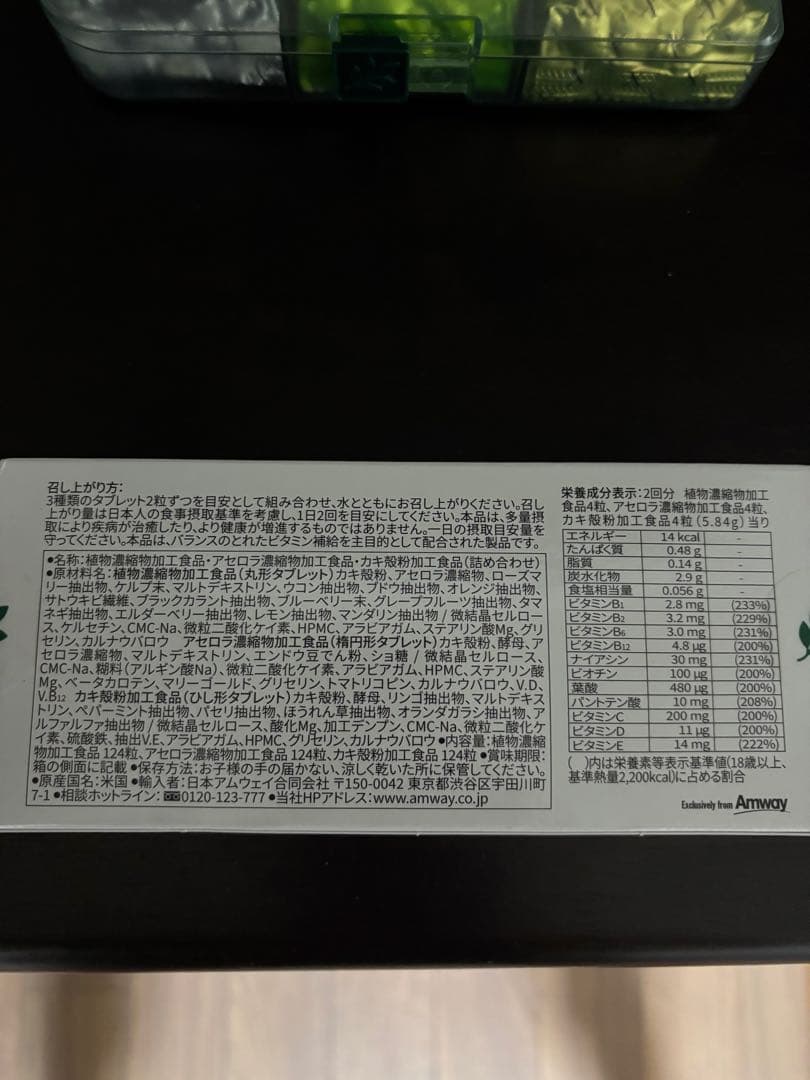 召し上がり方:
3種類のタブレット2粒ずつを目安として組み合わせ、水とともにお召し上がりください。召し
上がり量は日本人の食事摂取基準を考慮し、1日2回を目安にしてください。本品は、多量摂
取により疾病が治癒したり、より健康が増進するものではありません。一日の摂取目安量を
守ってください。本品は、バランスのとれたビタミン補給を主目的として配合された製品です。
●名称:植物濃縮物加工食品・アセロラ濃縮物加工食品・カキ殻粉加工食品(詰め合わせ)
●原材料名:植物濃縮物加工食品(丸形タブレット)カキ殻粉、アセロラ濃縮物、ローズマ
リー抽出物、ケルプ末、マルトデキストリン、ウコン抽出物、ブドウ抽出物、オレンジ抽出物、
サトウキビ繊維、ブラックカラント抽出物、ブルーベリー末、グレープフルーツ抽出物、タマ
ネギ抽出物、エルダーベリー抽出物、レモン抽出物、マンダリン抽出物 / 微結晶セルロー
ス、ケルセチン、CMC-Na、微粒二酸化ケイ素、HPMC、アラビアガム、ステアリン酸Mg、グリ
セリン、カルナウバロウ アセロラ濃縮物加工食品(楕円形タブレット)カキ殻粉、酵母、ア
セロラ濃縮物、マルトデキストリン、エンドウ豆でん粉、ショ糖 / 微結晶セルロース、
CMC-Na、糊料(アルギン酸Na)、微粒二酸化ケイ素、アラビアガム、HPMC、ステアリン酸
Mg、ベータカロテン、マリーゴールド、グリセリン、トマトリコピン、カルナウバロウ、V.D、
V.B12 カキ殻粉加工食品(ひし形タブレット)カキ殻粉、酵母、リンゴ抽出物、マルトデキス
トリン、ペパーミント抽出物、パセリ抽出物、ほうれん草抽出物、オランダガラシ抽出物、ア
ルファルファ抽出物 / 微結晶セルロース、酸化Mg、加工デンプン、CMC-Na、微粒二酸化ケ
イ素、硫酸鉄、抽出V.E、アラビアガム、HPMC、グリセリン、カルナウバロウ ●内容量:植物濃縮
物加工食品 124粒、アセロラ濃縮物加工食品 124粒、カキ殻粉加工食品 124粒 ●賞味期限:
箱の側面に記載 ●保存方法:お子様の手の届かない、涼しく乾いた所に保管してください。
●原産国名:米国 ●輸入者:日本アムウェイ合同会社 〒150-0042 東京都渋谷区宇田川町
7-1 ●相談ホットライン:0120-123-777 ●当社HPアドレス:www.amway.co.jp
栄養成分表示:2回分 植物濃縮物加工
食品4粒、アセロラ濃縮物加工食品4粒、
カキ殻粉加工食品4粒(5.84g)当り
エネルギー 14 kcal -
たんぱく質 0.48 g -
脂質 0.14 g -
炭水化物 2.9 g -
食塩相当量 0.056 g -
ビタミンB1 2.8 mg (233%)
ビタミンB2 3.2 mg (229%)
ビタミンB6 3.0 mg (231%)
ビタミンB12 4.8 μg (200%)
ナイアシン 30 mg (231%)
ビオチン 100 μg (200%)
葉酸 480 μg (200%)
パントテン酸 10 mg (208%)
ビタミンC 200 mg (200%)
ビタミンD 11 μg (200%)
ビタミンE 14 mg (222%)
( )内は栄養素等表示基準値(18歳以上、
基準熱量2,200kcal)に占める割合
Exclusively from Amway